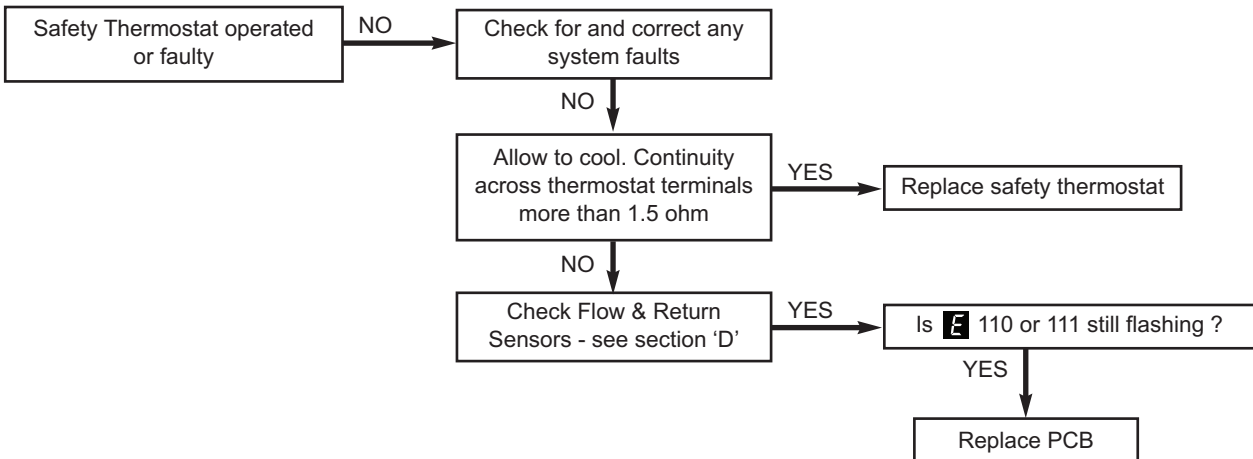 Safety Thermostat operated
or faulty
NO
Check for and correct any
system faults
NO
Allow to cool. Continuity
across thermostat terminals
more than 1.5 ohm
YES
Replace safety thermostat
NO
Check Flow & Return
Sensors - see section ‘D’
YES
Is E 110 or 111 still flashing ?
YES
Replace PCB